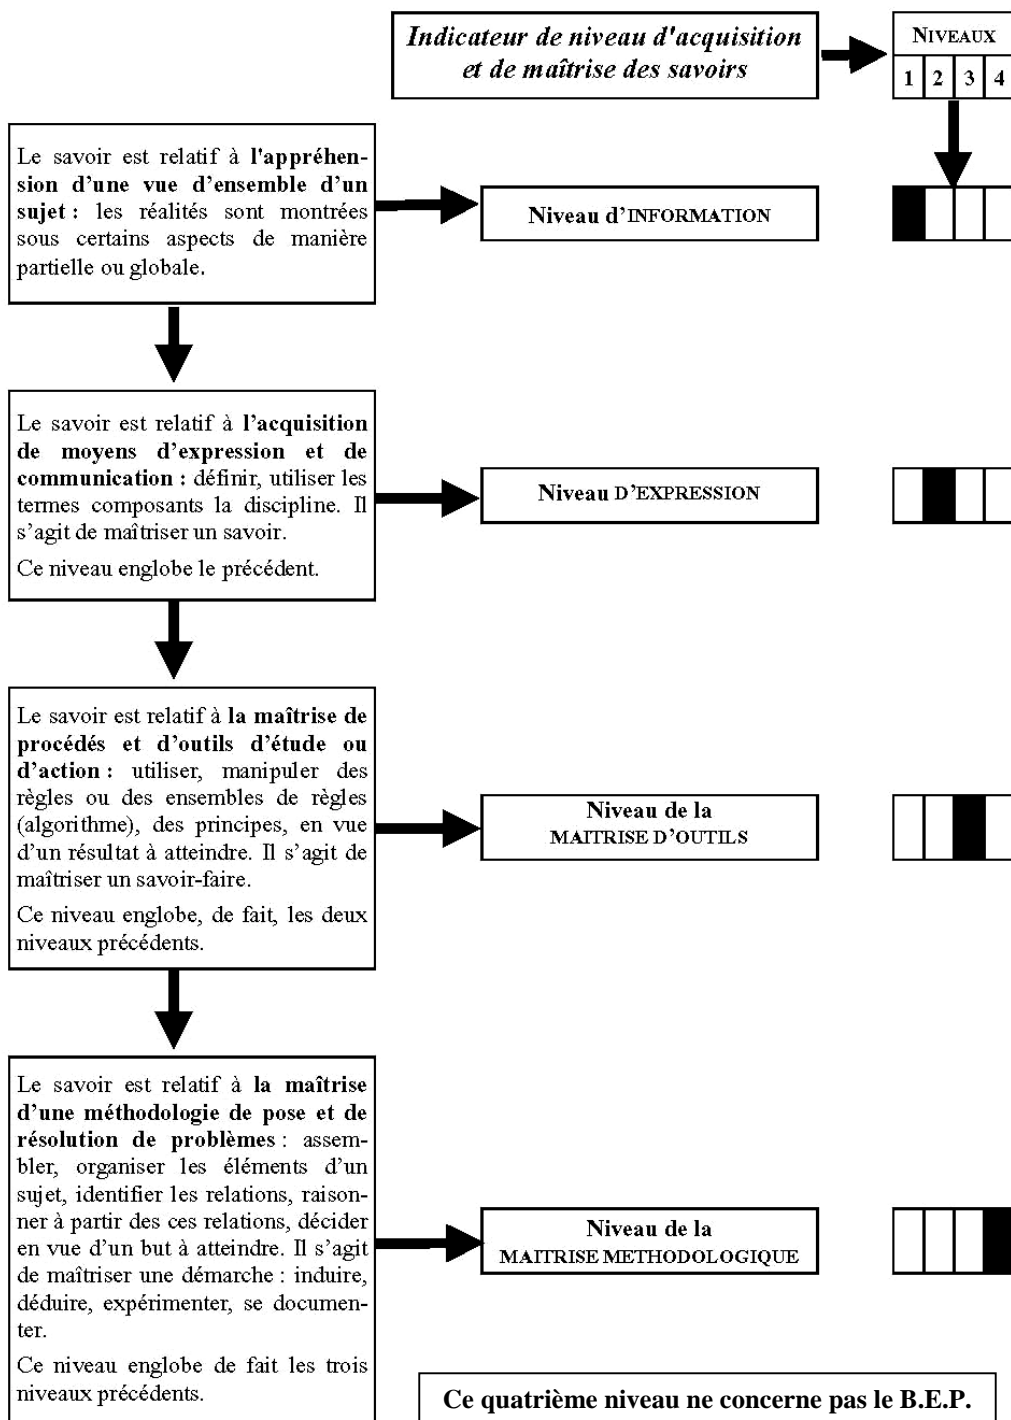 Indicateur de niveau d'acquisition
et de maîtrise des savoirs
NIVEAUX
1 2 3 4
Le savoir est relatif à l'appréhen-
sion d’une vue d’ensemble d’un
sujet : les réalités sont montrées
sous certains aspects de manière
partielle ou globale.
Niveau d’INFORMATION
Le savoir est relatif à l’acquisition
de moyens d’expression et de
communication : définir, utiliser les
termes composants la discipline. Il
s’agit de maîtriser un savoir.
Ce niveau englobe le précédent.
Niveau D’EXPRESSION
Le savoir est relatif à la maîtrise de
procédés et d’outils d’étude ou
d’action : utiliser, manipuler des
règles ou des ensembles de règles
(algorithme), des principes, en vue
d’un résultat à atteindre. Il s’agit de
maîtriser un savoir-faire.
Ce niveau englobe, de fait, les deux
niveaux précédents.
Niveau de la
MAITRISE D’OUTILS
Le savoir est relatif à la maîtrise
d’une méthodologie de pose et de
résolution de problèmes : assem-
bler, organiser les éléments d’un
sujet, identifier les relations, raison-
ner à partir des ces relations, décider
en vue d’un but à atteindre. Il s’agit
de maîtriser une démarche : induire,
déduire, expérimenter, se documen-
ter.
Ce niveau englobe de fait les trois
niveaux précédents.
Niveau de la
MAITRISE METHODOLOGIQUE
Ce quatrième niveau ne concerne pas le B.E.P.